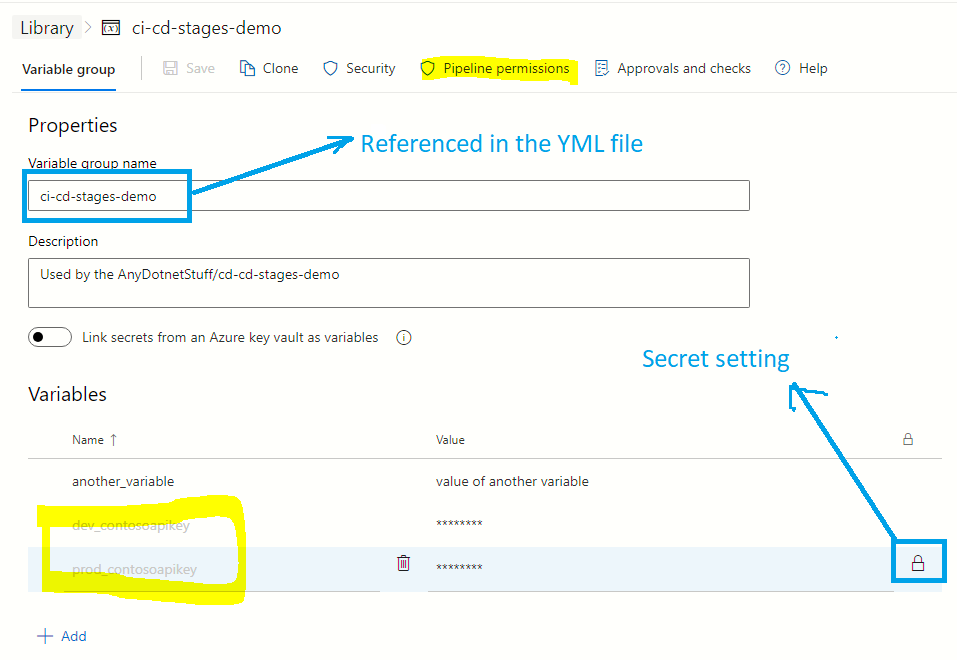 Library > ci-cd-stages-demo
Variable group Save Clone Security Pipeline permissions Approvals and checks Help
Properties
Referenced in the YML file
Variable group name
ci-cd-stages-demo
Description
Used by the AnyDotnetStuff/cd-cd-stages-demo
Link secrets from an Azure key vault as variables
Secret setting
Variables
Name ↑ Value
another_variable value of another variable
dev_contosoapikey ********
prod_contosoapikey ********
+ Add